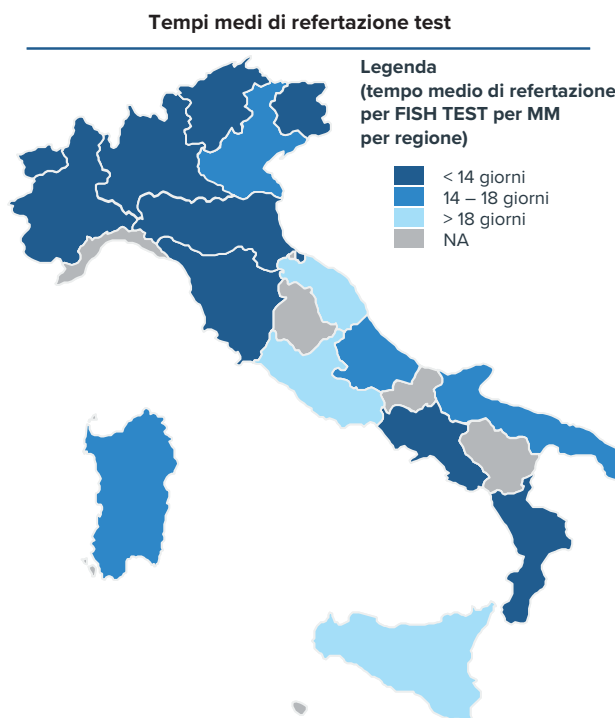 Tempi medi di refertazione test
Legenda
(tempo medio di refertazione
per FISH TEST per MM
per regione)
< 14 giorni
14 – 18 giorni
> 18 giorni
NA